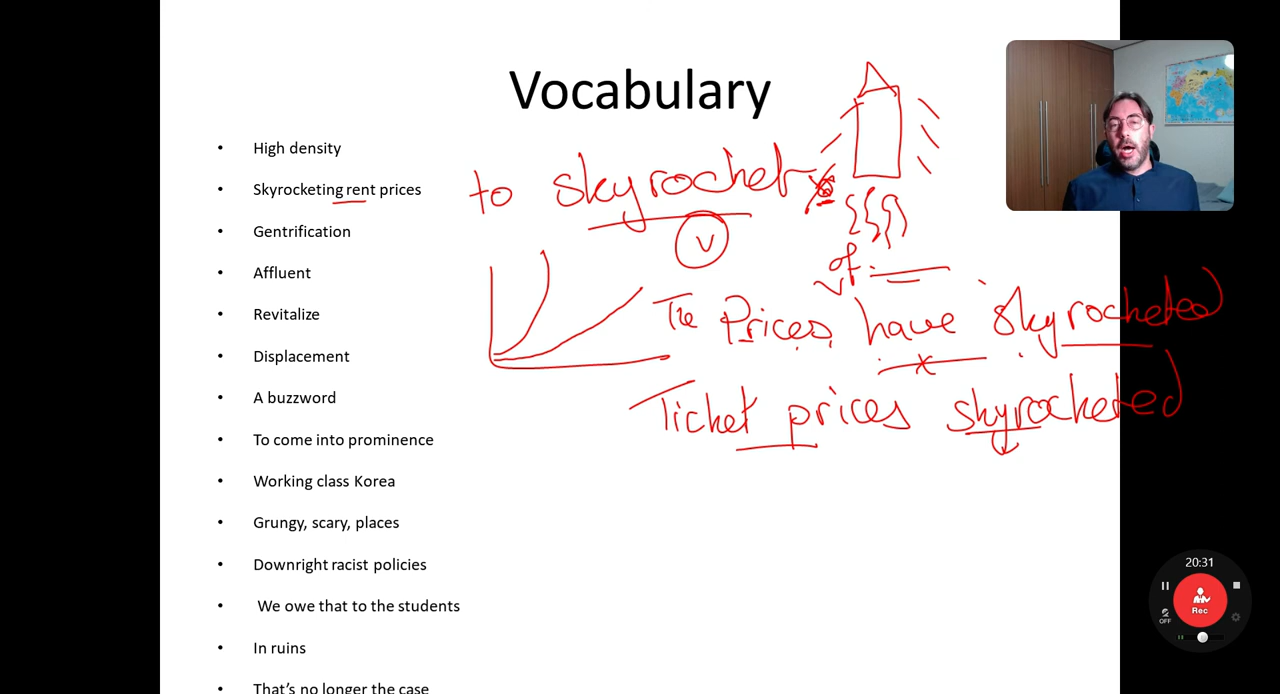 Vocabulary
• High density
• Skyrocketing rent prices
• Gentrification
• Affluent
• Revitalize
• Displacement
• A buzzword
• To come into prominence
• Working class Korea
• Grungy, scary, places
• Downright racist policies
• We owe that to the students
• In ruins
• That's no longer the case
to skyrocket
V
of
The Prices have skyrocketed
Ticket prices skyrocketed
20:31
Rec
OFF